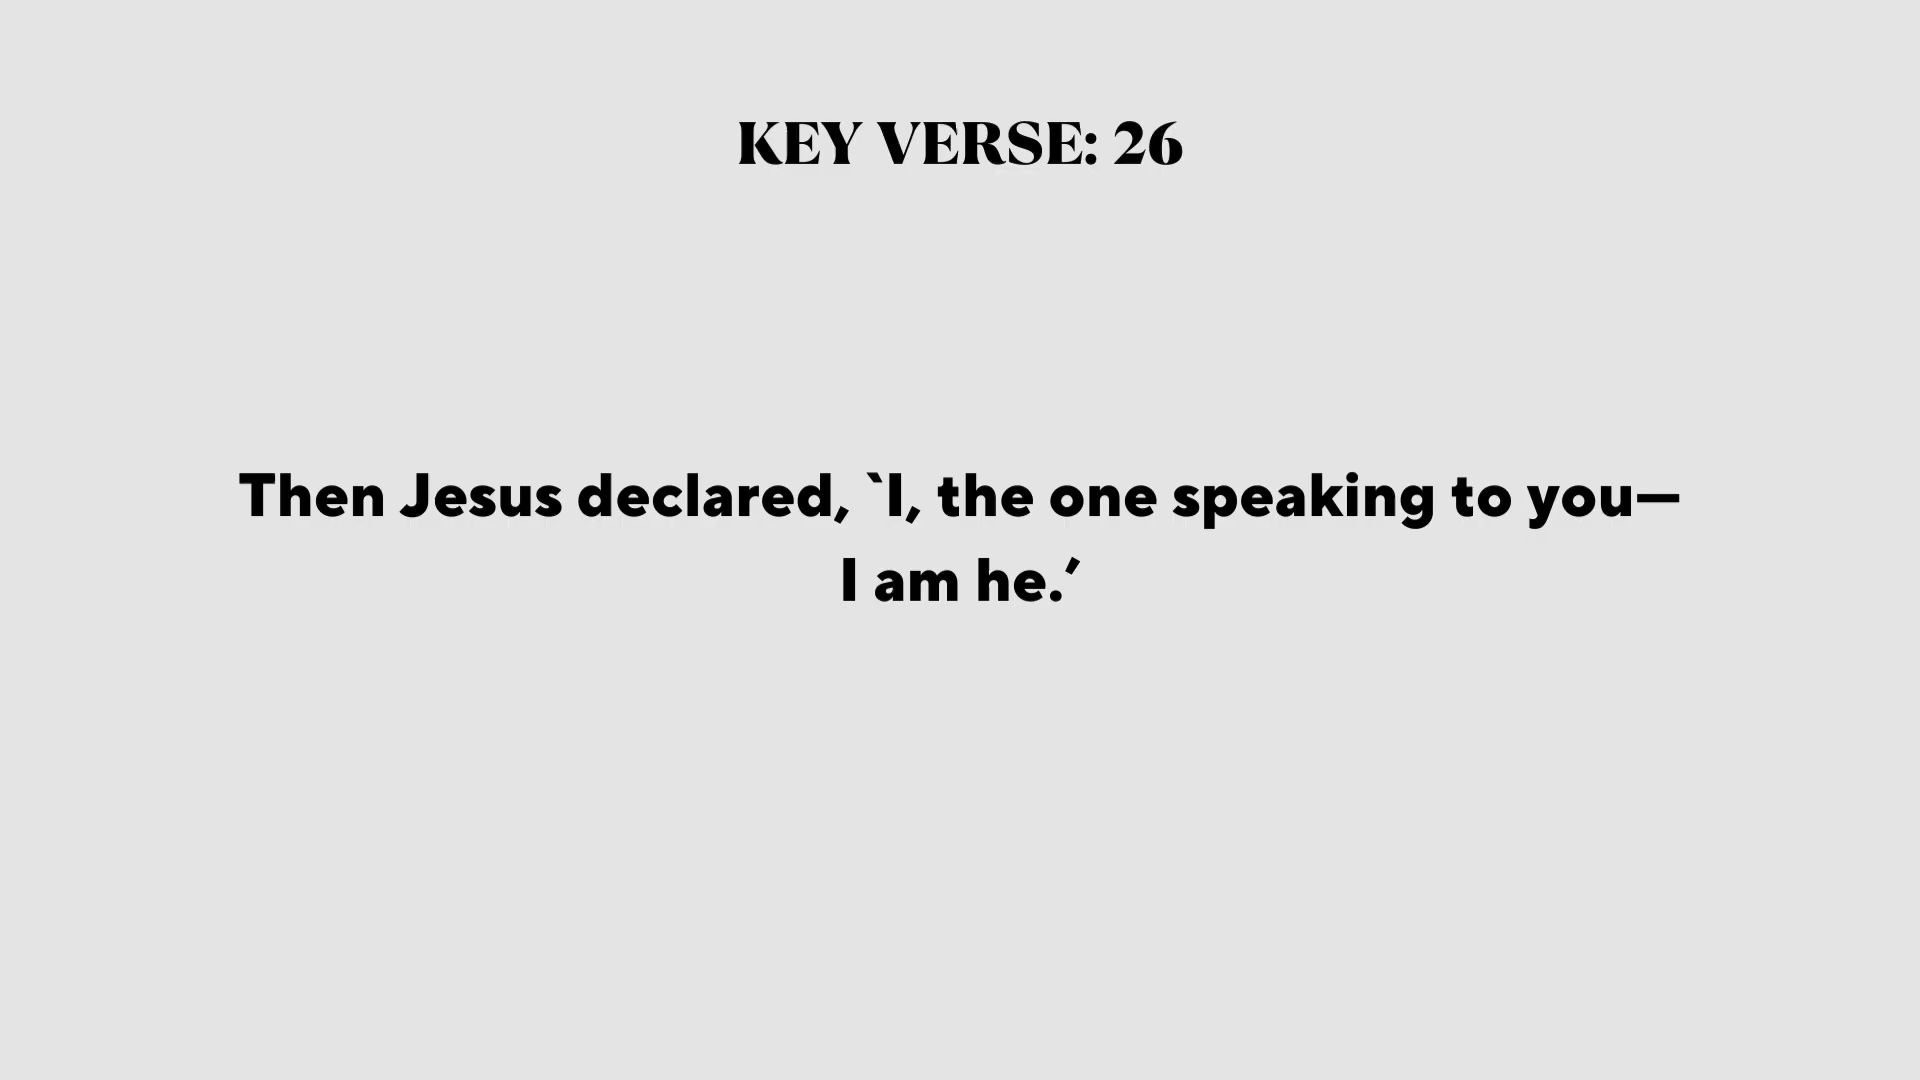 KEY VERSE: 26
Then Jesus declared, `I, the one speaking to you—
I am he.’